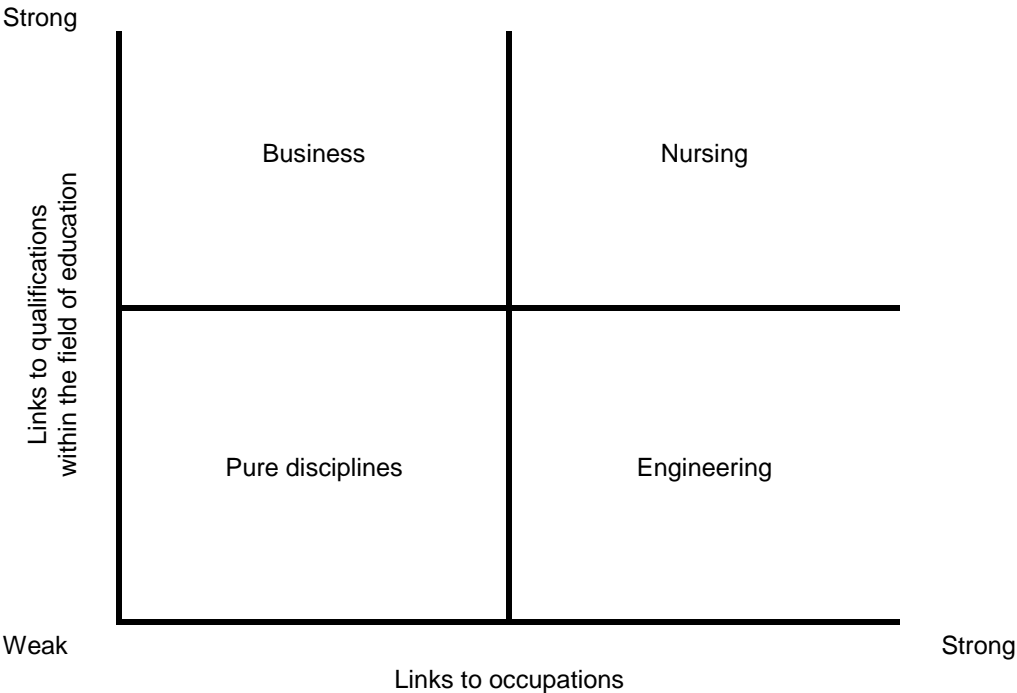 Strong
Business
Nursing
Links to qualifications
within the field of education
Pure disciplines
Engineering
Weak
Strong
Links to occupations